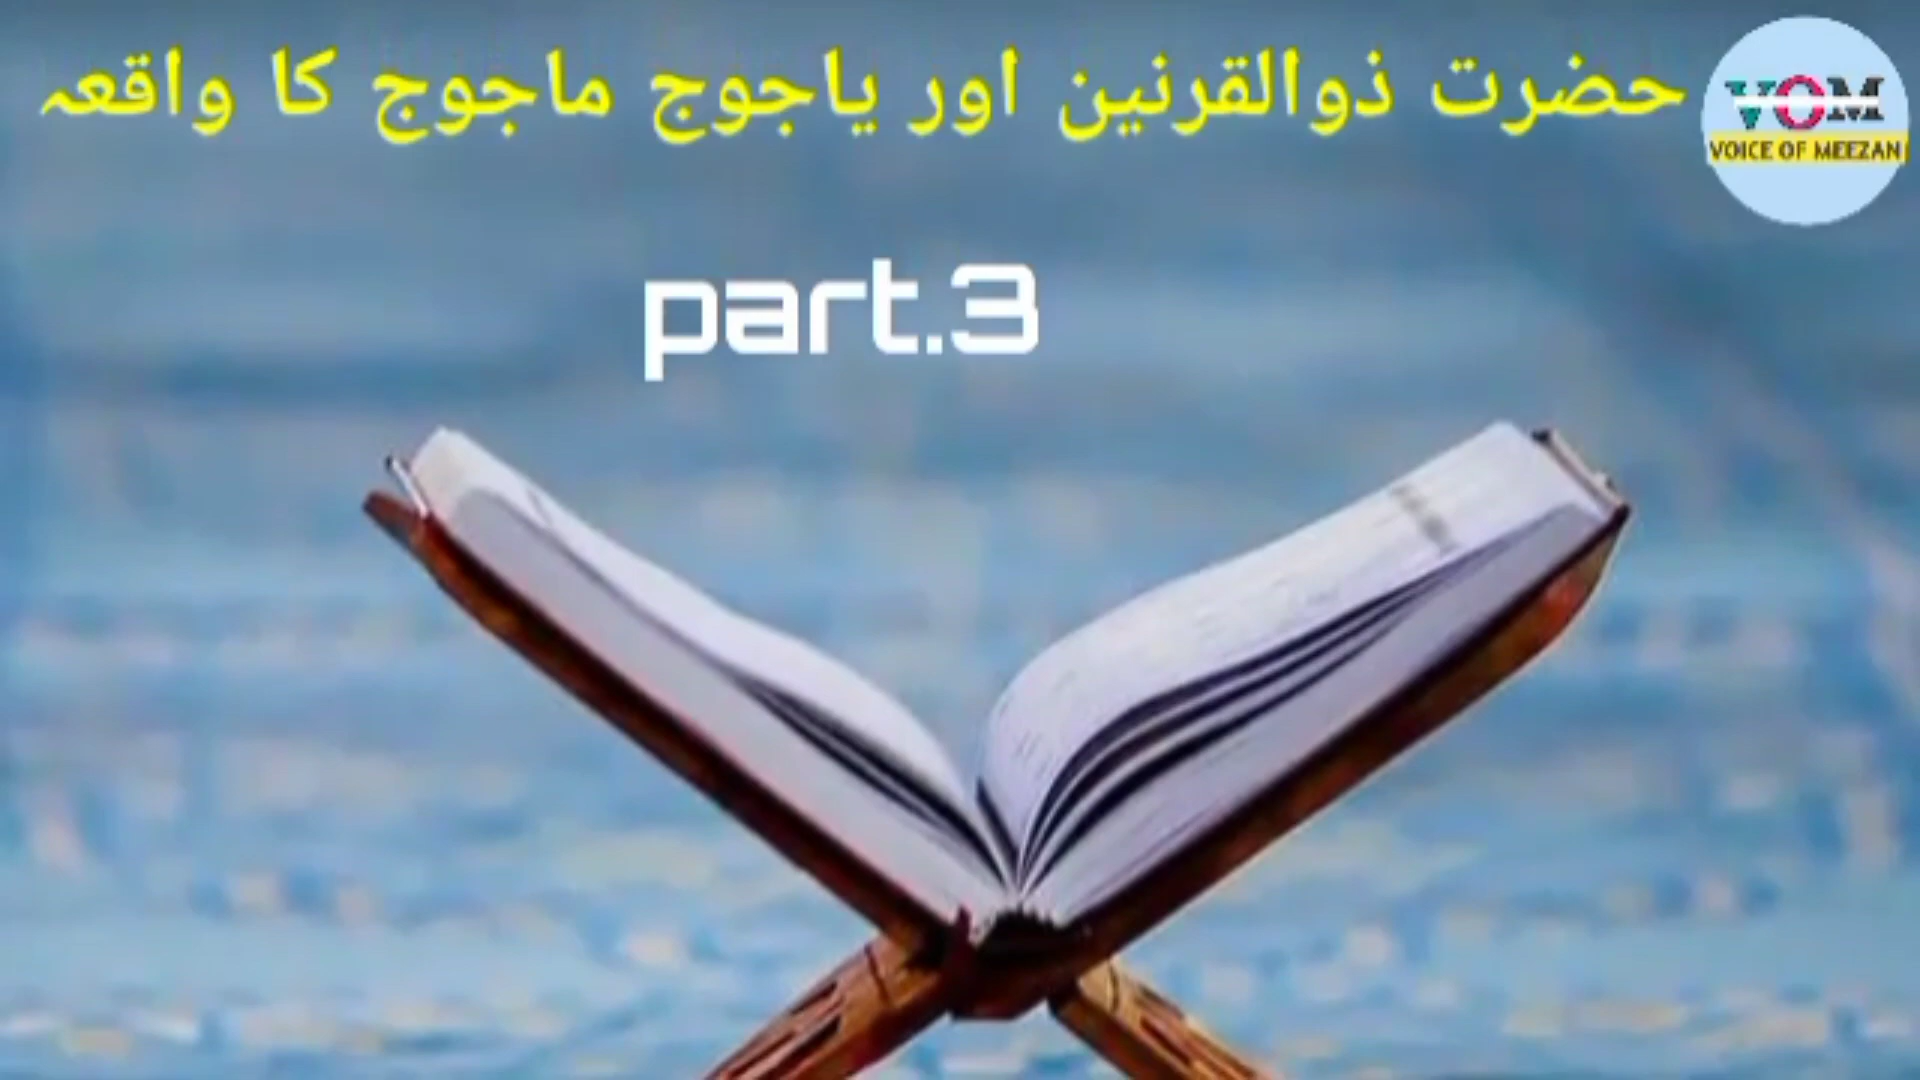 حضرت ذوالقرنین اور یاجوج ماجوج کا واقعہ
VOM
VOICE OF MEEZAN
part.3